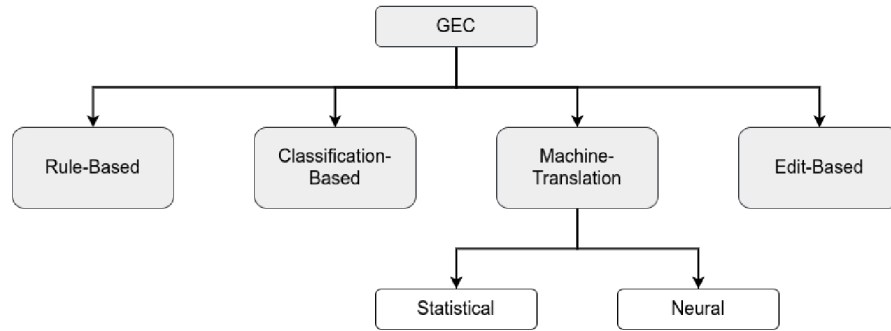 GEC
Rule-Based
Classification-
Based
Machine-
Translation
Edit-Based
Statistical
Neural